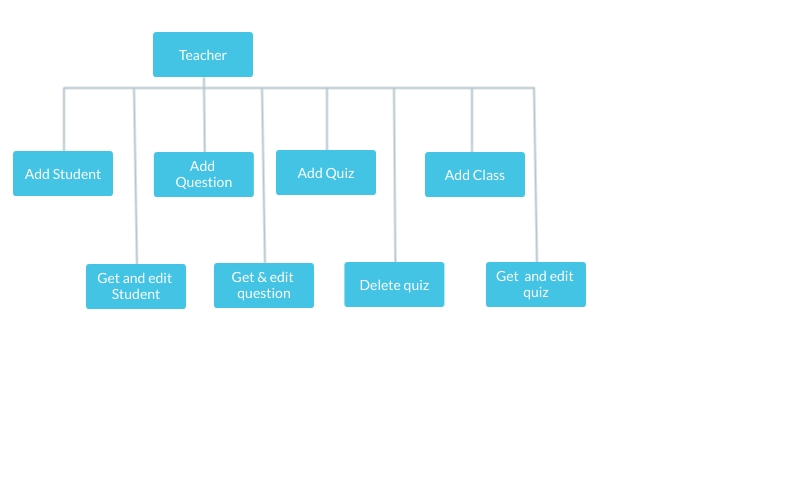 Teacher
Add Student
Add
Question
Add Quiz
Add Class
Get and edit
Student
Get & edit
question
Delete quiz
Get  and edit
quiz